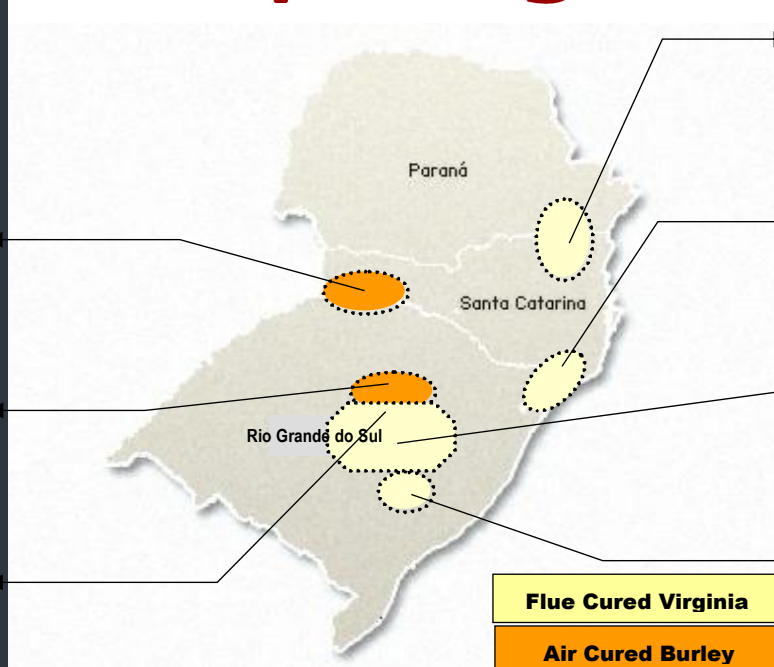 Paraná
Santa Catarina
Rio Grande do Sul
Flue Cured Virginia
Air Cured Burley